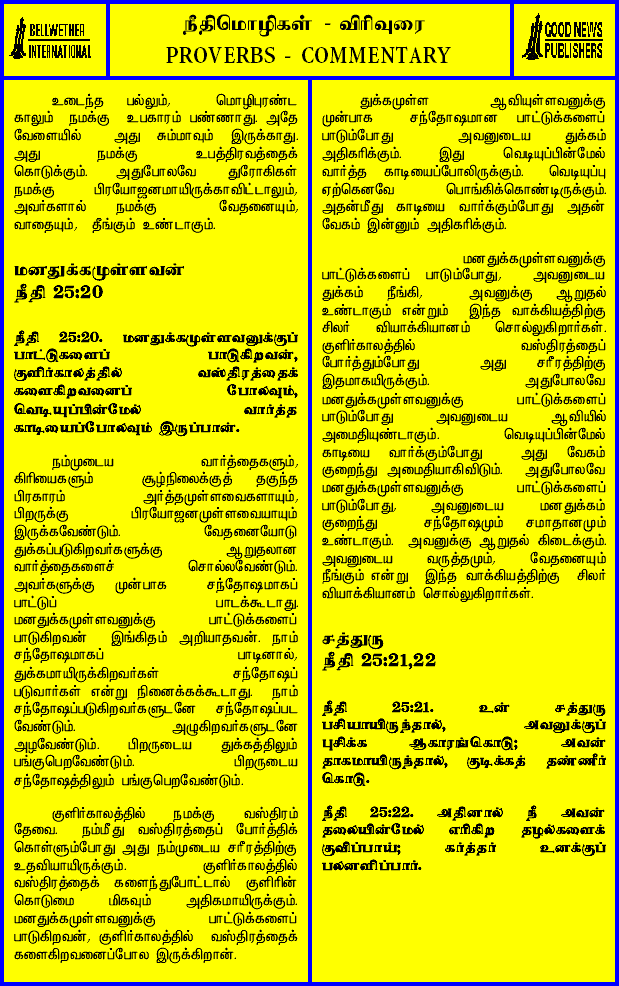 BELLWETHER
INTERNATIONAL
நீதிமொழிகள் - விரிவுரை
PROVERBS - COMMENTARY
GOOD NEWS
PUBLISHERS
உடைந்த பல்லும், மொழிபுரண்ட
காலும் நமக்கு உபகாரம் பண்ணாது. அதே
வேளையில் அது சும்மாவும் இருக்காது.
அது நமக்கு உபத்திரவத்தைக்
கொடுக்கும். அதுபோலவே துரோகிகள்
நமக்கு பிரயோஜனமாயிருக்காவிட்டாலும்,
அவர்களால் நமக்கு வேதனையும்,
வாதையும், தீங்கும் உண்டாகும்.
மனதுக்கமுள்ளவன்
நீதி 25:20
நீதி 25:20. மனதுக்கமுள்ளவனுக்குப்
பாட்டுகளைப் பாடுகிறவன்,
குளிர்காலத்தில் வஸ்திரத்தைக்
களைகிறவனைப் போலவும்,
வெடியுப்பின்மேல் வார்த்த
காடியைப்போலவும் இருப்பான்.
நம்முடைய வார்த்தைகளும்,
கிரியைகளும் சூழ்நிலைக்குத் தகுந்த
பிரகாரம் அர்த்தமுள்ளவைகளாயும்,
பிறருக்கு பிரயோஜனமுள்ளவையாயும்
இருக்கவேண்டும். வேதனையோடு
துக்கப்படுகிறவர்களுக்கு ஆறுதலான
வார்த்தைகளைச் சொல்லவேண்டும்.
அவர்களுக்கு முன்பாக சந்தோஷமாகப்
பாட்டுப் பாடக்கூடாது.
மனதுக்கமுள்ளவனுக்கு பாட்டுக்களைப்
பாடுகிறவன் இங்கிதம் அறியாதவன். நாம்
சந்தோஷமாகப் பாடினால்,
துக்கமாயிருக்கிறவர்கள் சந்தோஷப்
படுவார்கள் என்று நினைக்கக்கூடாது. நாம்
சந்தோஷப்படுகிறவர்களுடனே சந்தோஷப்பட
வேண்டும். அழுகிறவர்களுடனே
அழவேண்டும். பிறருடைய துக்கத்திலும்
பங்குபெறவேண்டும். பிறருடைய
சந்தோஷத்திலும் பங்குபெறவேண்டும்.
குளிர்காலத்தில் நமக்கு வஸ்திரம்
தேவை. நம்மீது வஸ்திரத்தைப் போர்த்திக்
கொள்ளும்போது அது நம்முடைய சரீரத்திற்கு
உதவியாயிருக்கும். குளிர்காலத்தில்
வஸ்திரத்தைக் களைந்துபோட்டால் குளிரின்
கொடுமை மிகவும் அதிகமாயிருக்கும்.
மனதுக்கமுள்ளவனுக்கு பாட்டுக்களைப்
பாடுகிறவன், குளிர்காலத்தில் வஸ்திரத்தைக்
களைகிறவனைப்போல இருக்கிறான்.
துக்கமுள்ள ஆவியுள்ளவனுக்கு
முன்பாக சந்தோஷமான பாட்டுக்களைப்
பாடும்போது அவனுடைய துக்கம்
அதிகரிக்கும். இது வெடியுப்பின்மேல்
வார்த்த காடியைப்போலிருக்கும். வெடியுப்பு
ஏற்கெனவே பொங்கிக்கொண்டிருக்கும்.
அதன்மீது காடியை வார்க்கும்போது அதன்
வேகம் இன்னும் அதிகரிக்கும்.
மனதுக்கமுள்ளவனுக்கு
பாட்டுக்களைப் பாடும்போது, அவனுடைய
துக்கம் நீங்கி, அவனுக்கு ஆறுதல்
உண்டாகும் என்றும் இந்த வாக்கியத்திற்கு
சிலர் வியாக்கியானம் சொல்லுகிறார்கள்.
குளிர்காலத்தில் வஸ்திரத்தைப்
போர்த்தும்போது அது சரீரத்திற்கு
இதமாகயிருக்கும். அதுபோலவே
மனதுக்கமுள்ளவனுக்கு பாட்டுக்களைப்
பாடும்போது அவனுடைய ஆவியில்
அமைதியுண்டாகும். வெடியுப்பின்மேல்
காடியை வார்க்கும்போது அது வேகம்
குறைந்து அமைதியாகிவிடும். அதுபோலவே
மனதுக்கமுள்ளவனுக்கு பாட்டுக்களைப்
பாடும்போது, அவனுடைய மனதுக்கம்
குறைந்து சந்தோஷமும் சமாதானமும்
உண்டாகும். அவனுக்கு ஆறுதல் கிடைக்கும்.
அவனுடைய வருத்தமும், வேதனையும்
நீங்கும் என்று இந்த வாக்கியத்திற்கு சிலர்
வியாக்கியானம் சொல்லுகிறார்கள்.
சத்துரு
நீதி 25:21,22
நீதி 25:21. உன் சத்துரு
பசியாயிருந்தால், அவனுக்குப்
புசிக்க ஆகாரங்கொடு; அவன்
தாகமாயிருந்தால், குடிக்கத் தண்ணீர்
கொடு.
நீதி 25:22. அதினால் நீ அவன்
தலையின்மேல் எரிகிற தழல்களைக்
குவிப்பாய்; கர்த்தர் உனக்குப்
பலனளிப்பார்.